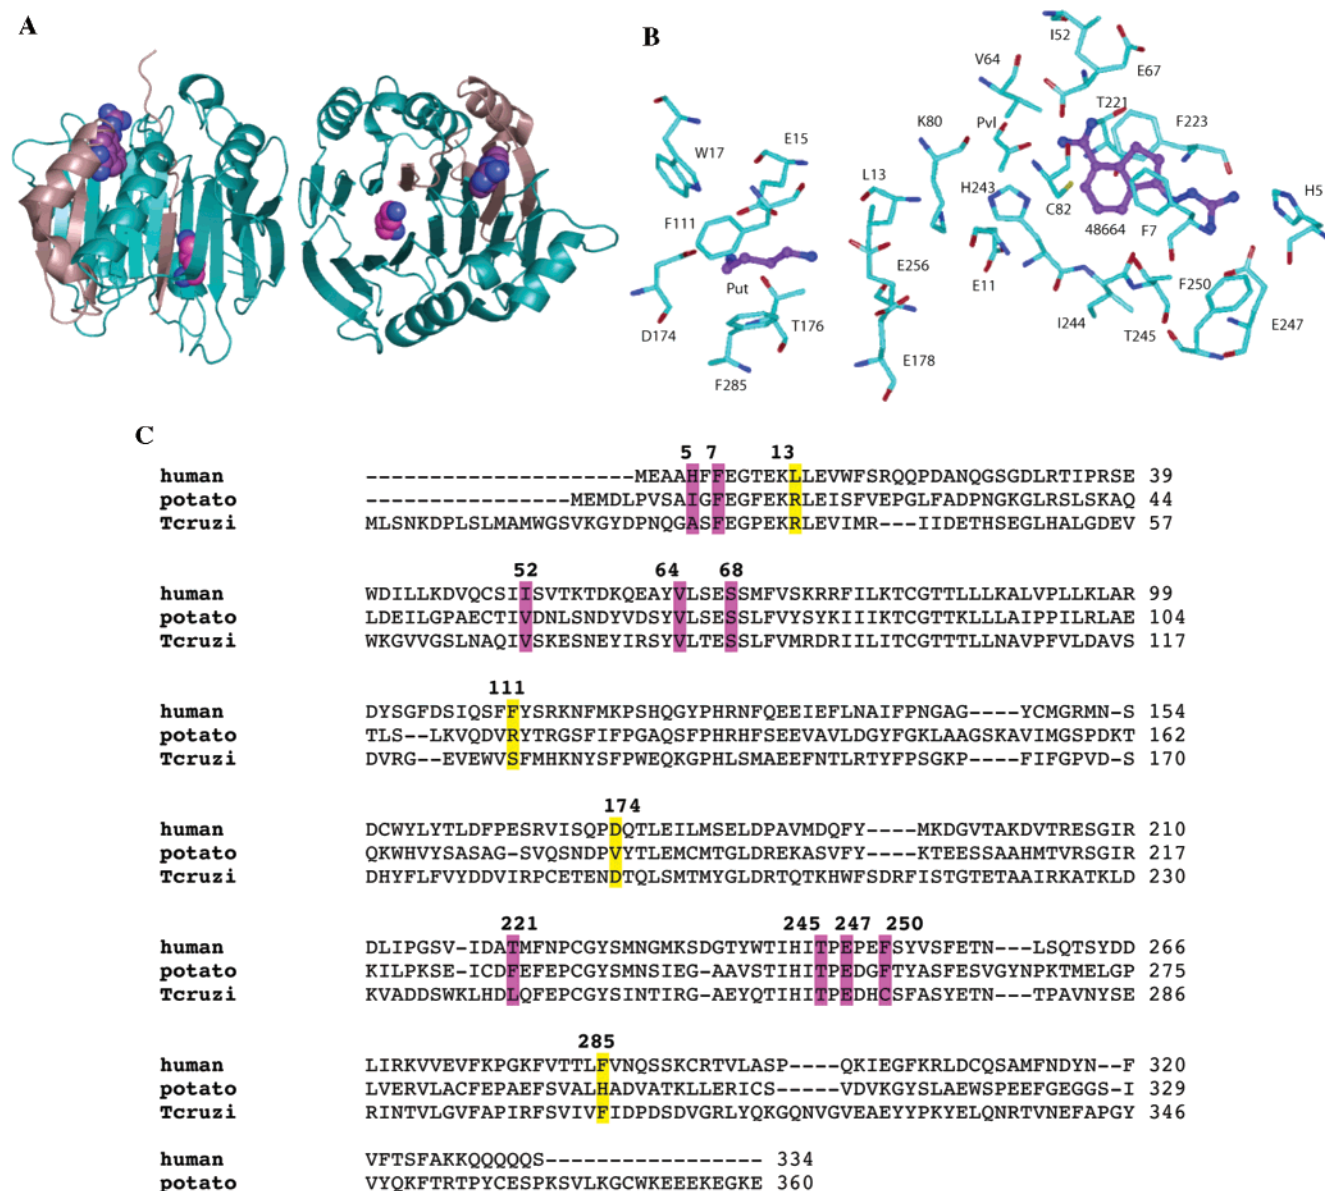 A
B
I52
V64
E67
T221
Pvl
K80
F223
W17
E15
L13
H243
H5
C82
F111
48664
F7
E256
E11
Put
F250
D174
T176
I244
T245
E247
E178
F285
C
5 7 13
human ---------------------MEAAHFFEGTEKLLEVWFSRQQPDANQGSGDLRTIPRSE 39
potato ----------------MEMDLPVSAIGFEGFEKRLEISFVEPGLFADPNGKGLRSLSKAQ 44
Tcruzi MLSNKDPLSLMAMWGSVKGYDPNQGASFEGPEKRLEVIMR---IIDETHSEGLHALGDEV 57
52 64 68
human WDILLKDVQCSIISVTKTDKQEAYVLSESSMFVSKRRFILKTCGTTLLLKALVPLLKLAR 99
potato LDEILGPAECTIVDNLSNDYVDSYVLSESSLFVYSYKIIIKTCGTTKLLLAIPPILRLAE 104
Tcruzi WKGVVGSLNAQIVSKESNEYIRSYVLTESSLFVMRDRIILITCGTTTLLNAVPFVLDAVS 117
111
human DYSGFDSIQSFFYSRKNFMKPSHQGYPHRNFQEEIEFLNAIFPNGAG----YCMGRMN-S 154
potato TLS--LKVQDVRYTRGSFIFPGAQSFPHRHFSEEVAVLDGYFGKLAAGSKAVIMGSPDKT 162
Tcruzi DVRG--EVEWVSFMHKNYSFPWEQKGPHLSMAEEFNTLRTYFPSGKP----FIFGPVD-S 170
174
human DCWYLYTLDFPESRVISQPDQTLEILMSELDPAVMDQFY----MKDGVTAKDVTRESGIR 210
potato QKWHVYSASAG-SVQSNDPVYTLEMCMTGLDREKASVFY----KTEESSAAHMTVRSGIR 217
Tcruzi DHYFLFVYDDVIRPCETENDTQLSMTMYGLDRTQTKHWFSDRFISTGTETAAIRKATKLD 230
221 245 247 250
human DLIPGSV-IDATMFNPCGYSMNGMKSDGTYWTIHITPEPEFSYVSFETN---LSQTSYDD 266
potato KILPKSE-ICDFEFEPCGYSMNSIEG-AAVSTIHITPEDGFTYASFESVGYNPKTMELGP 275
Tcruzi KVADDSWKLHDLQFEPCGYSINTIRG-AEYQTIHITPEDHCSFASYETN---TPAVNYSE 286
285
human LIRKVVEVFKPGKFVTTLFVNQSSKCRTVLASP----QKIEGFKRLDCQSAMFNDYN--F 320
potato LVERVLACFEPAEFSVALHADVATKLLERICS-----VDVKGYSLAEWSPEEFGEGGS-I 329
Tcruzi RINTVLGVFAPIRFSVIVFIDPDSDVGRLYQKGQNVGVEAEYYPKYELQNRTVNEFAPGY 346
human VFTSFAKKQQQQQS----------------- 334
potato VYQKFTRTPYCESPKSVLKGCWKEEEKEGKE 360